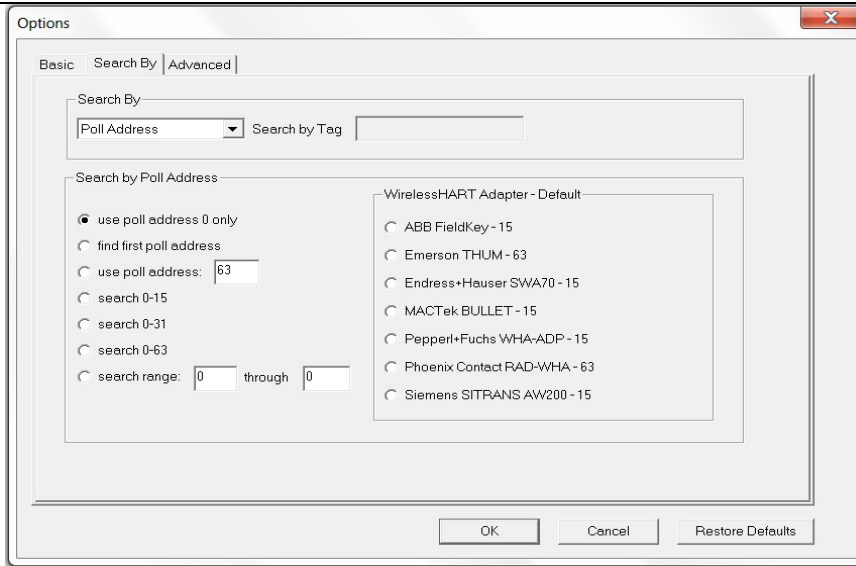 Options
Basic Search By Advanced
Search By
Poll Address Search by Tag
Search by Poll Address
use poll address 0 only
find first poll address
use poll address: 63
search 0-15
search 0-31
search 0-63
search range: 0 through 0
WirelessHART Adapter - Default
ABB FieldKey - 15
Emerson THUM - 63
Endress+Hauser SWA70 - 15
MACTek BULLET - 15
Pepperl+Fuchs WHA-ADP - 15
Phoenix Contact RAD-WHA - 63
Siemens SITRANS AW200 - 15
OK Cancel Restore Defaults